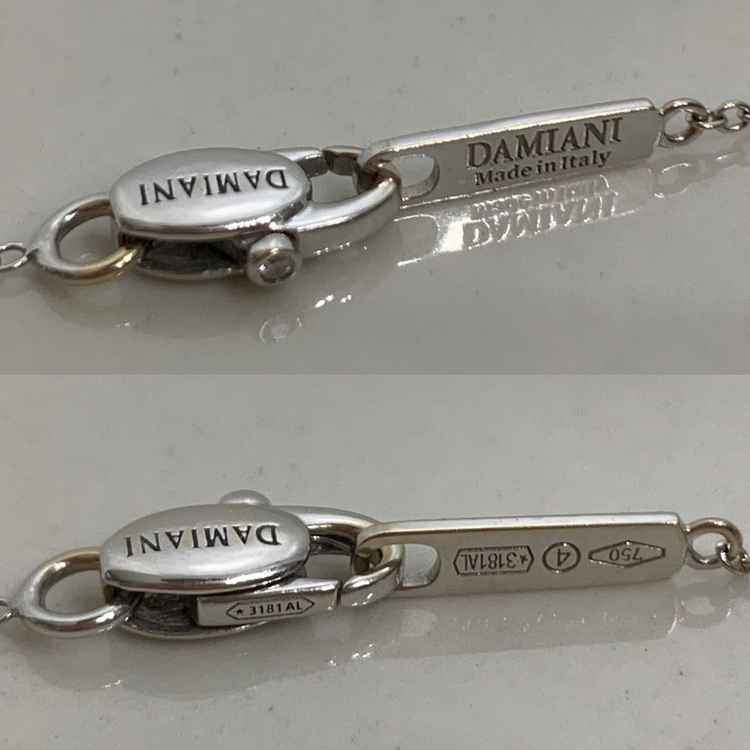 DAMIANI
DAMIANI
Made in Italy
DAMIANI
*3181AL
*3181AL
4
750